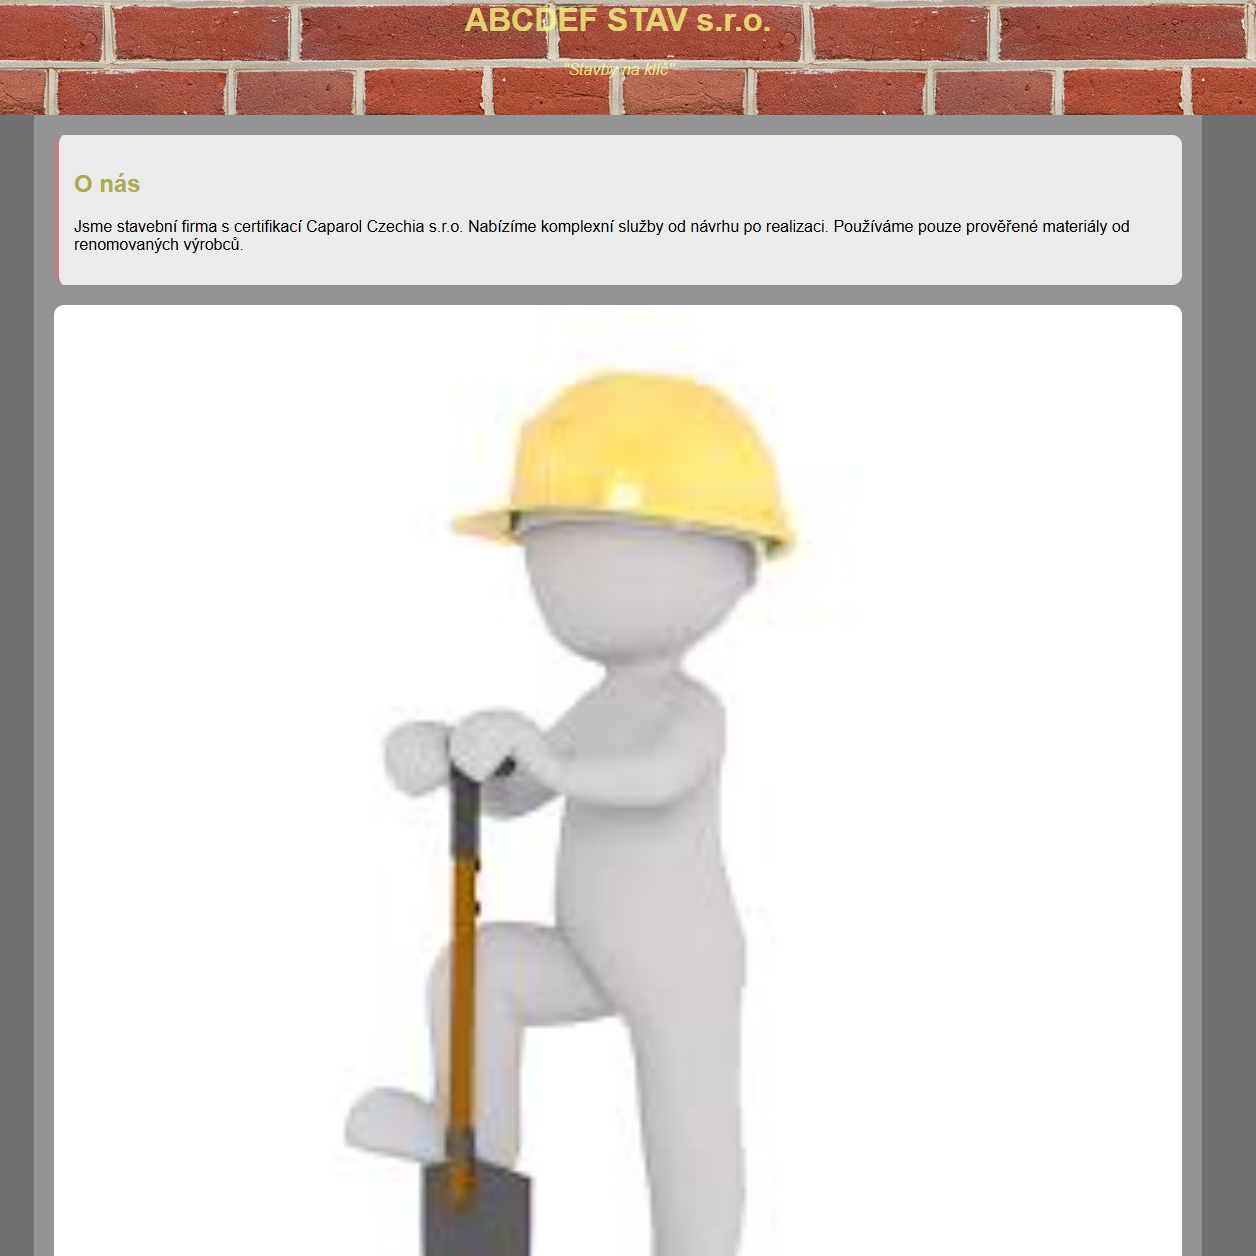 ABCDEF STAV s.r.o.
"Stavby na klíč"
O nás
Jsme stavební firma s certifikací Caparol Czechia s.r.o. Nabízíme komplexní služby od návrhu po realizaci. Používáme pouze prověřené materiály od
renomovaných výrobců.